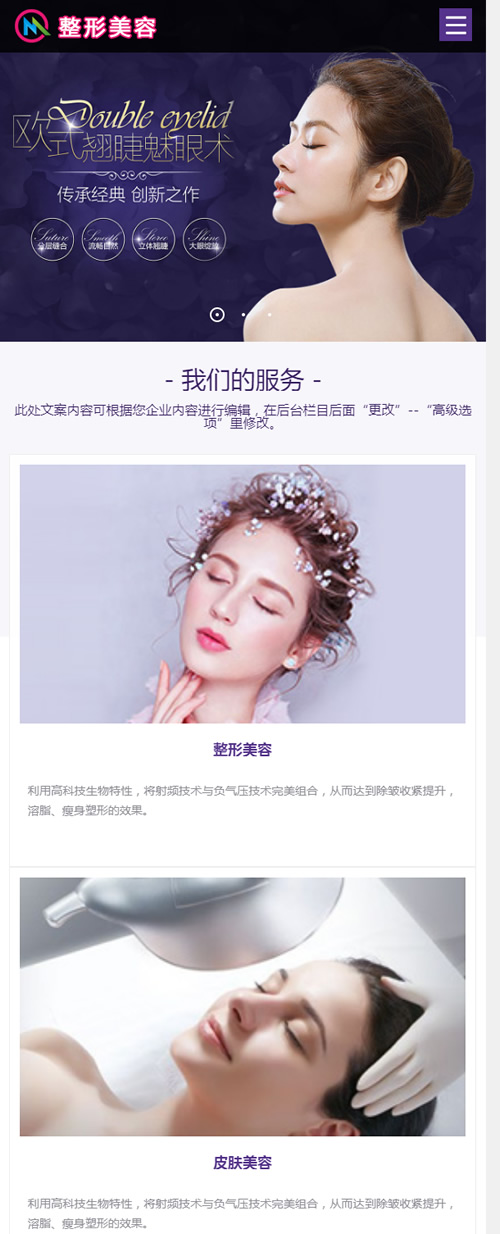 整形美容
Double eyelid
欧式翘睫魅眼术
传承经典 创新之作
Suture Smooth Stereo Shine
全层缝合 流畅自然 立体翘睫 大眼绽放
- 我们的服务 -
此处文案内容可根据您企业内容进行编辑，在后台栏目后面“更改”--“高级选
项”里修改。
整形美容
利用高科技生物特性，将射频技术与负气压技术完美组合，从而达到除皱收紧提升，
溶脂、瘦身塑形的效果。
皮肤美容
利用高科技生物特性，将射频技术与负气压技术完美组合，从而达到除皱收紧提升，
溶脂、瘦身塑形的效果。